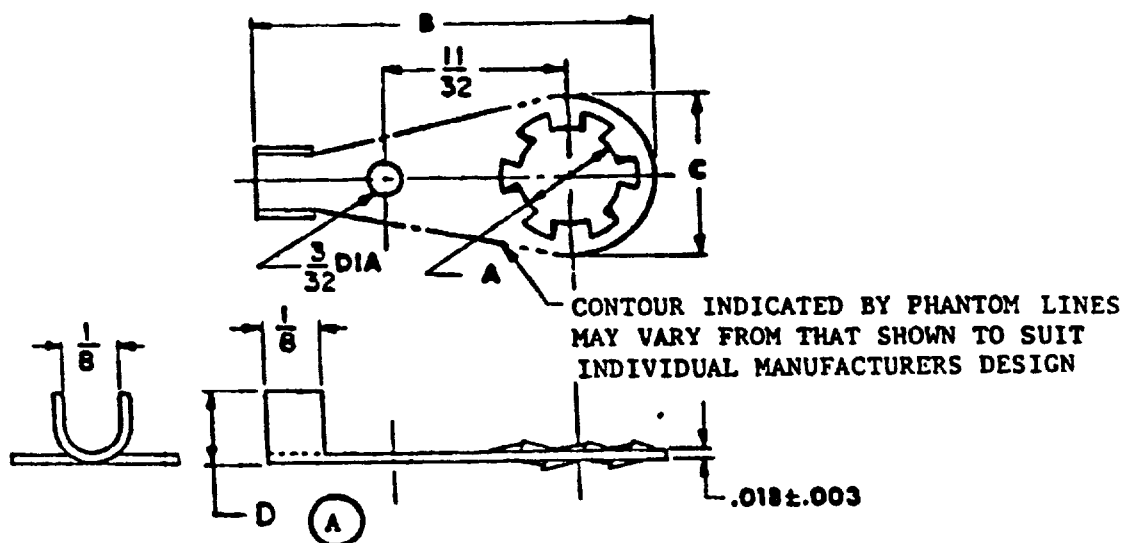 B
11/32
C
3/32 DIA
A
CONTOUR INDICATED BY PHANTOM LINES
MAY VARY FROM THAT SHOWN TO SUIT
INDIVIDUAL MANUFACTURERS DESIGN
1/8
1/8
.018±.003
D
A